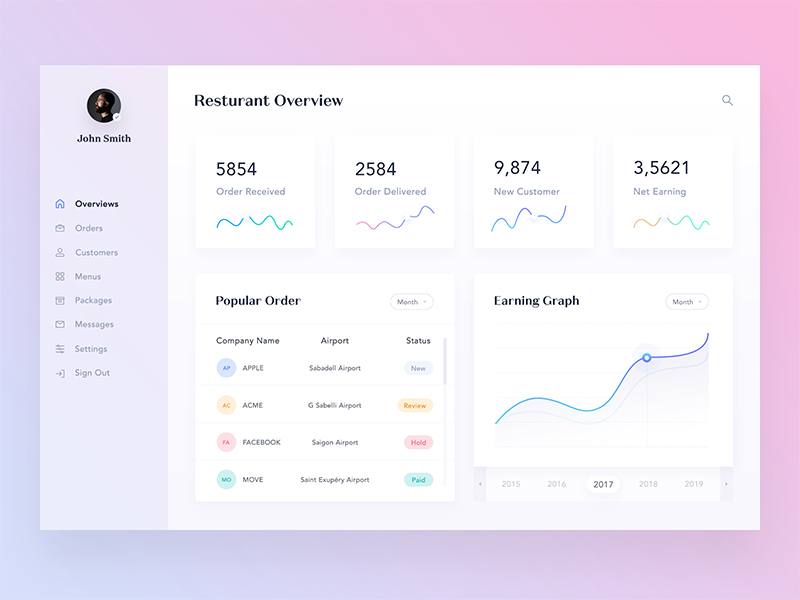 John Smith
Overviews
Orders
Customers
Menus
Packages
Messages
Settings
Sign Out
Resturant Overview
5854
Order Received
2584
Order Delivered
9,874
New Customer
3,5621
Net Earning
Popular Order
Month
Company Name Airport Status
AP APPLE Sabadell Airport New
AC ACME G Sabelli Airport Review
FA FACEBOOK Saigon Airport Hold
MO MOVE Saint Exupéry Airport Paid
Earning Graph
Month
2015 2016 2017 2018 2019